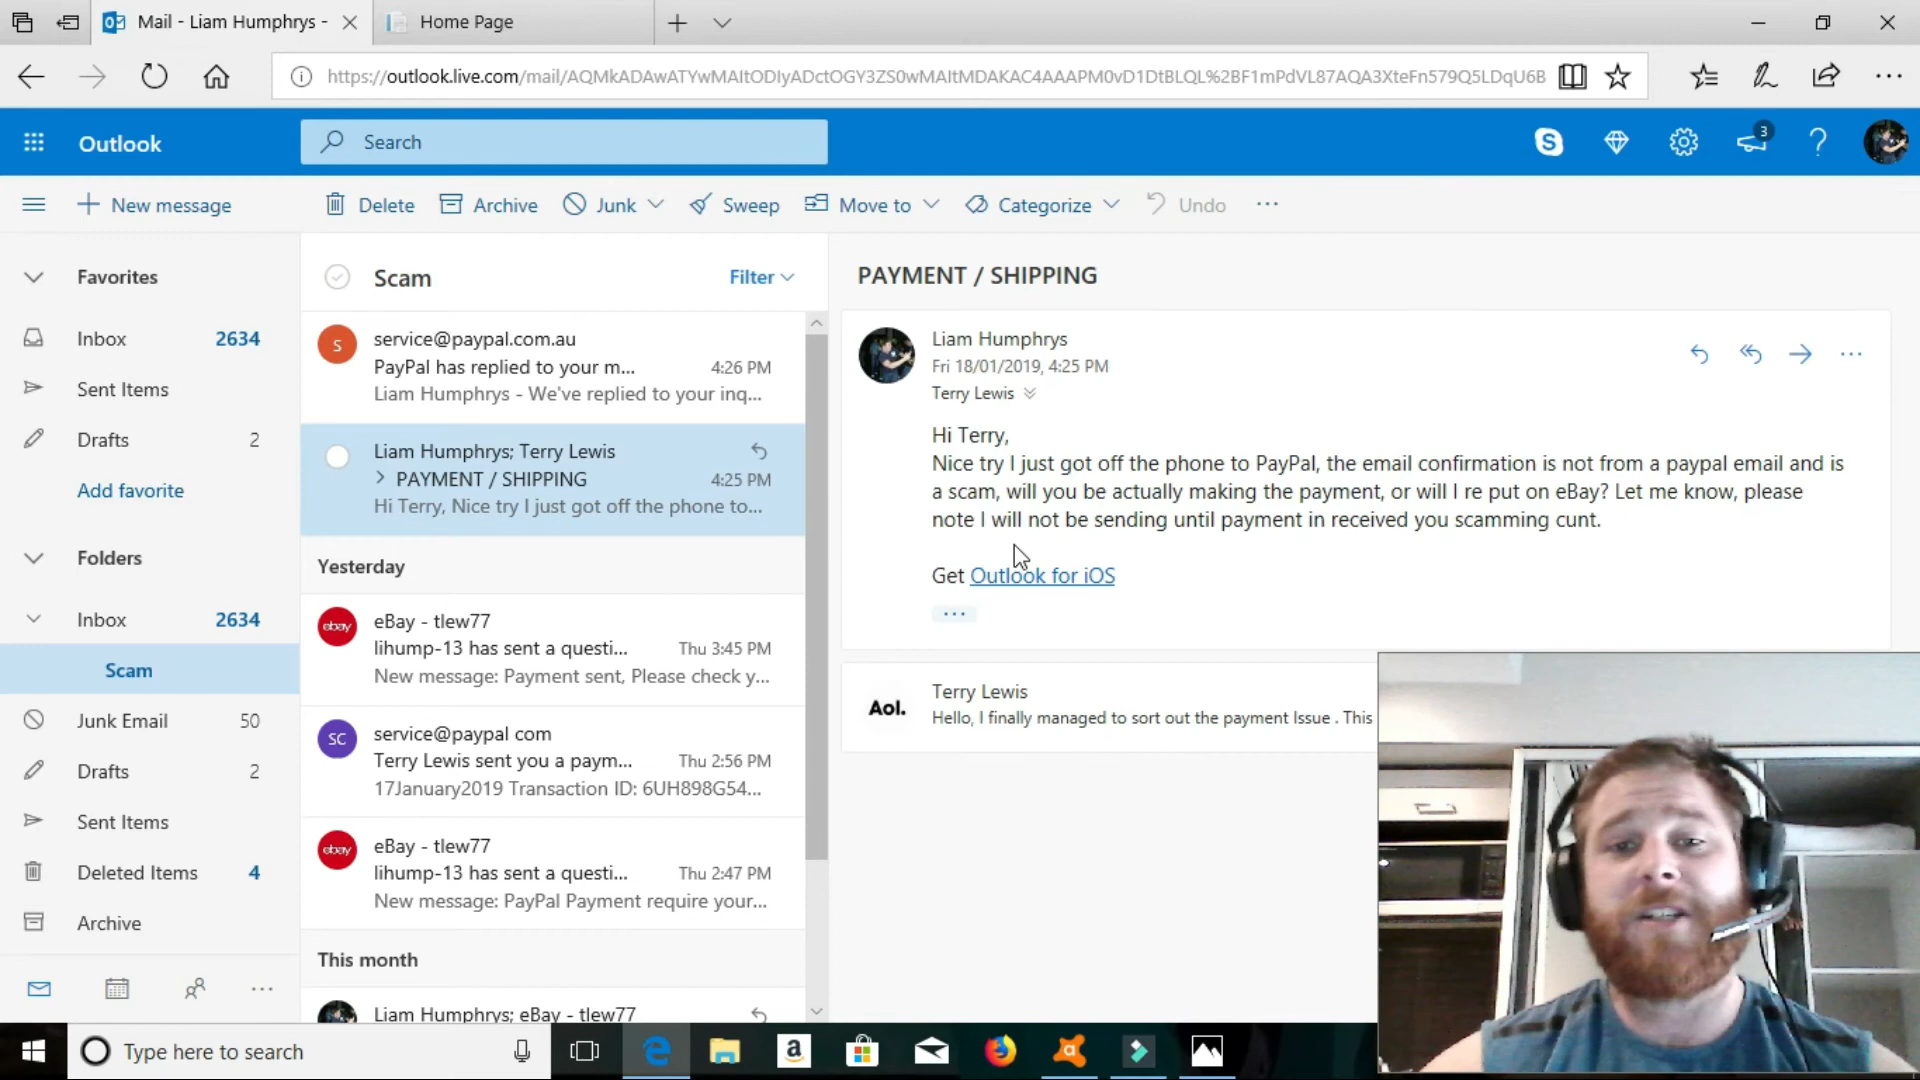 Mail - Liam Humphrys -
Home Page
https://outlook.live.com/mail/AQMkADAwATYwMAItODIyADctOGY3ZS0wMAItMDAKAC4AAAPM0vD1DtBLQL%2BF1mPdVL87AQA3XteFn579Q5LDqU6B
Outlook
Search
3
New message
Delete
Archive
Junk
Sweep
Move to
Categorize
Undo
Favorites
Inbox 2634
Sent Items
Drafts 2
Add favorite
Folders
Inbox 2634
Scam
Junk Email 50
Drafts 2
Sent Items
Deleted Items 4
Archive
Scam
Filter
S
service@paypal.com.au
PayPal has replied to your m... 4:26 PM
Liam Humphrys - We've replied to your inq...
Liam Humphrys; Terry Lewis
> PAYMENT / SHIPPING 4:25 PM
Hi Terry, Nice try I just got off the phone to...
Yesterday
ebay
eBay - tlew77
lihump-13 has sent a questi... Thu 3:45 PM
New message: Payment sent, Please check y...
SC
service@paypal com
Terry Lewis sent you a paym... Thu 2:56 PM
17January2019 Transaction ID: 6UH898G54...
ebay
eBay - tlew77
lihump-13 has sent a questi... Thu 2:47 PM
New message: PayPal Payment require your...
This month
Liam Humphrys; eBay - tlew77
PAYMENT / SHIPPING
Liam Humphrys
Fri 18/01/2019, 4:25 PM
Terry Lewis
Hi Terry,
Nice try I just got off the phone to PayPal, the email confirmation is not from a paypal email and is
a scam, will you be actually making the payment, or will I re put on eBay? Let me know, please
note I will not be sending until payment in received you scamming cunt.
Get Outlook for iOS
Aol.
Terry Lewis
Hello, I finally managed to sort out the payment Issue . This
Type here to search